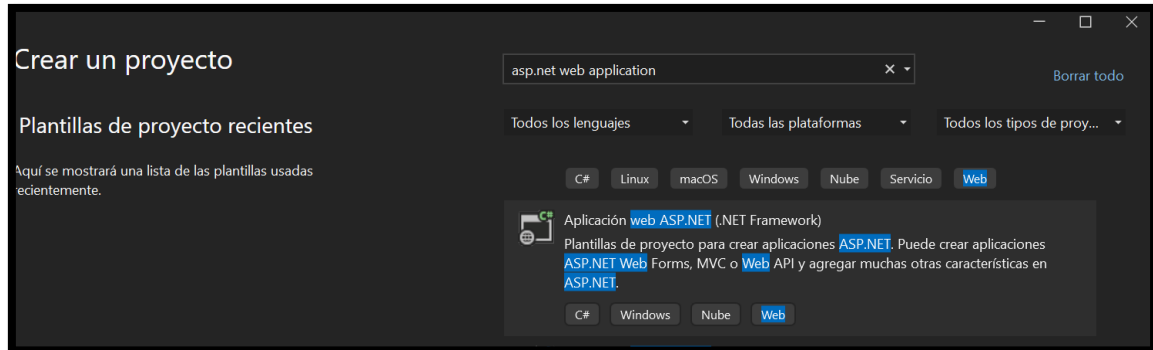 Crear un proyecto
asp.net web application
Borrar todo
Plantillas de proyecto recientes
Todos los lenguajes
Todas las plataformas
Todos los tipos de proy...
Aquí se mostrará una lista de las plantillas usadas
recientemente.
C# Linux macOS Windows Nube Servicio Web
Aplicación web ASP.NET (.NET Framework)
Plantillas de proyecto para crear aplicaciones ASP.NET. Puede crear aplicaciones
ASP.NET Web Forms, MVC o Web API y agregar muchas otras características en
ASP.NET.
C# Windows Nube Web